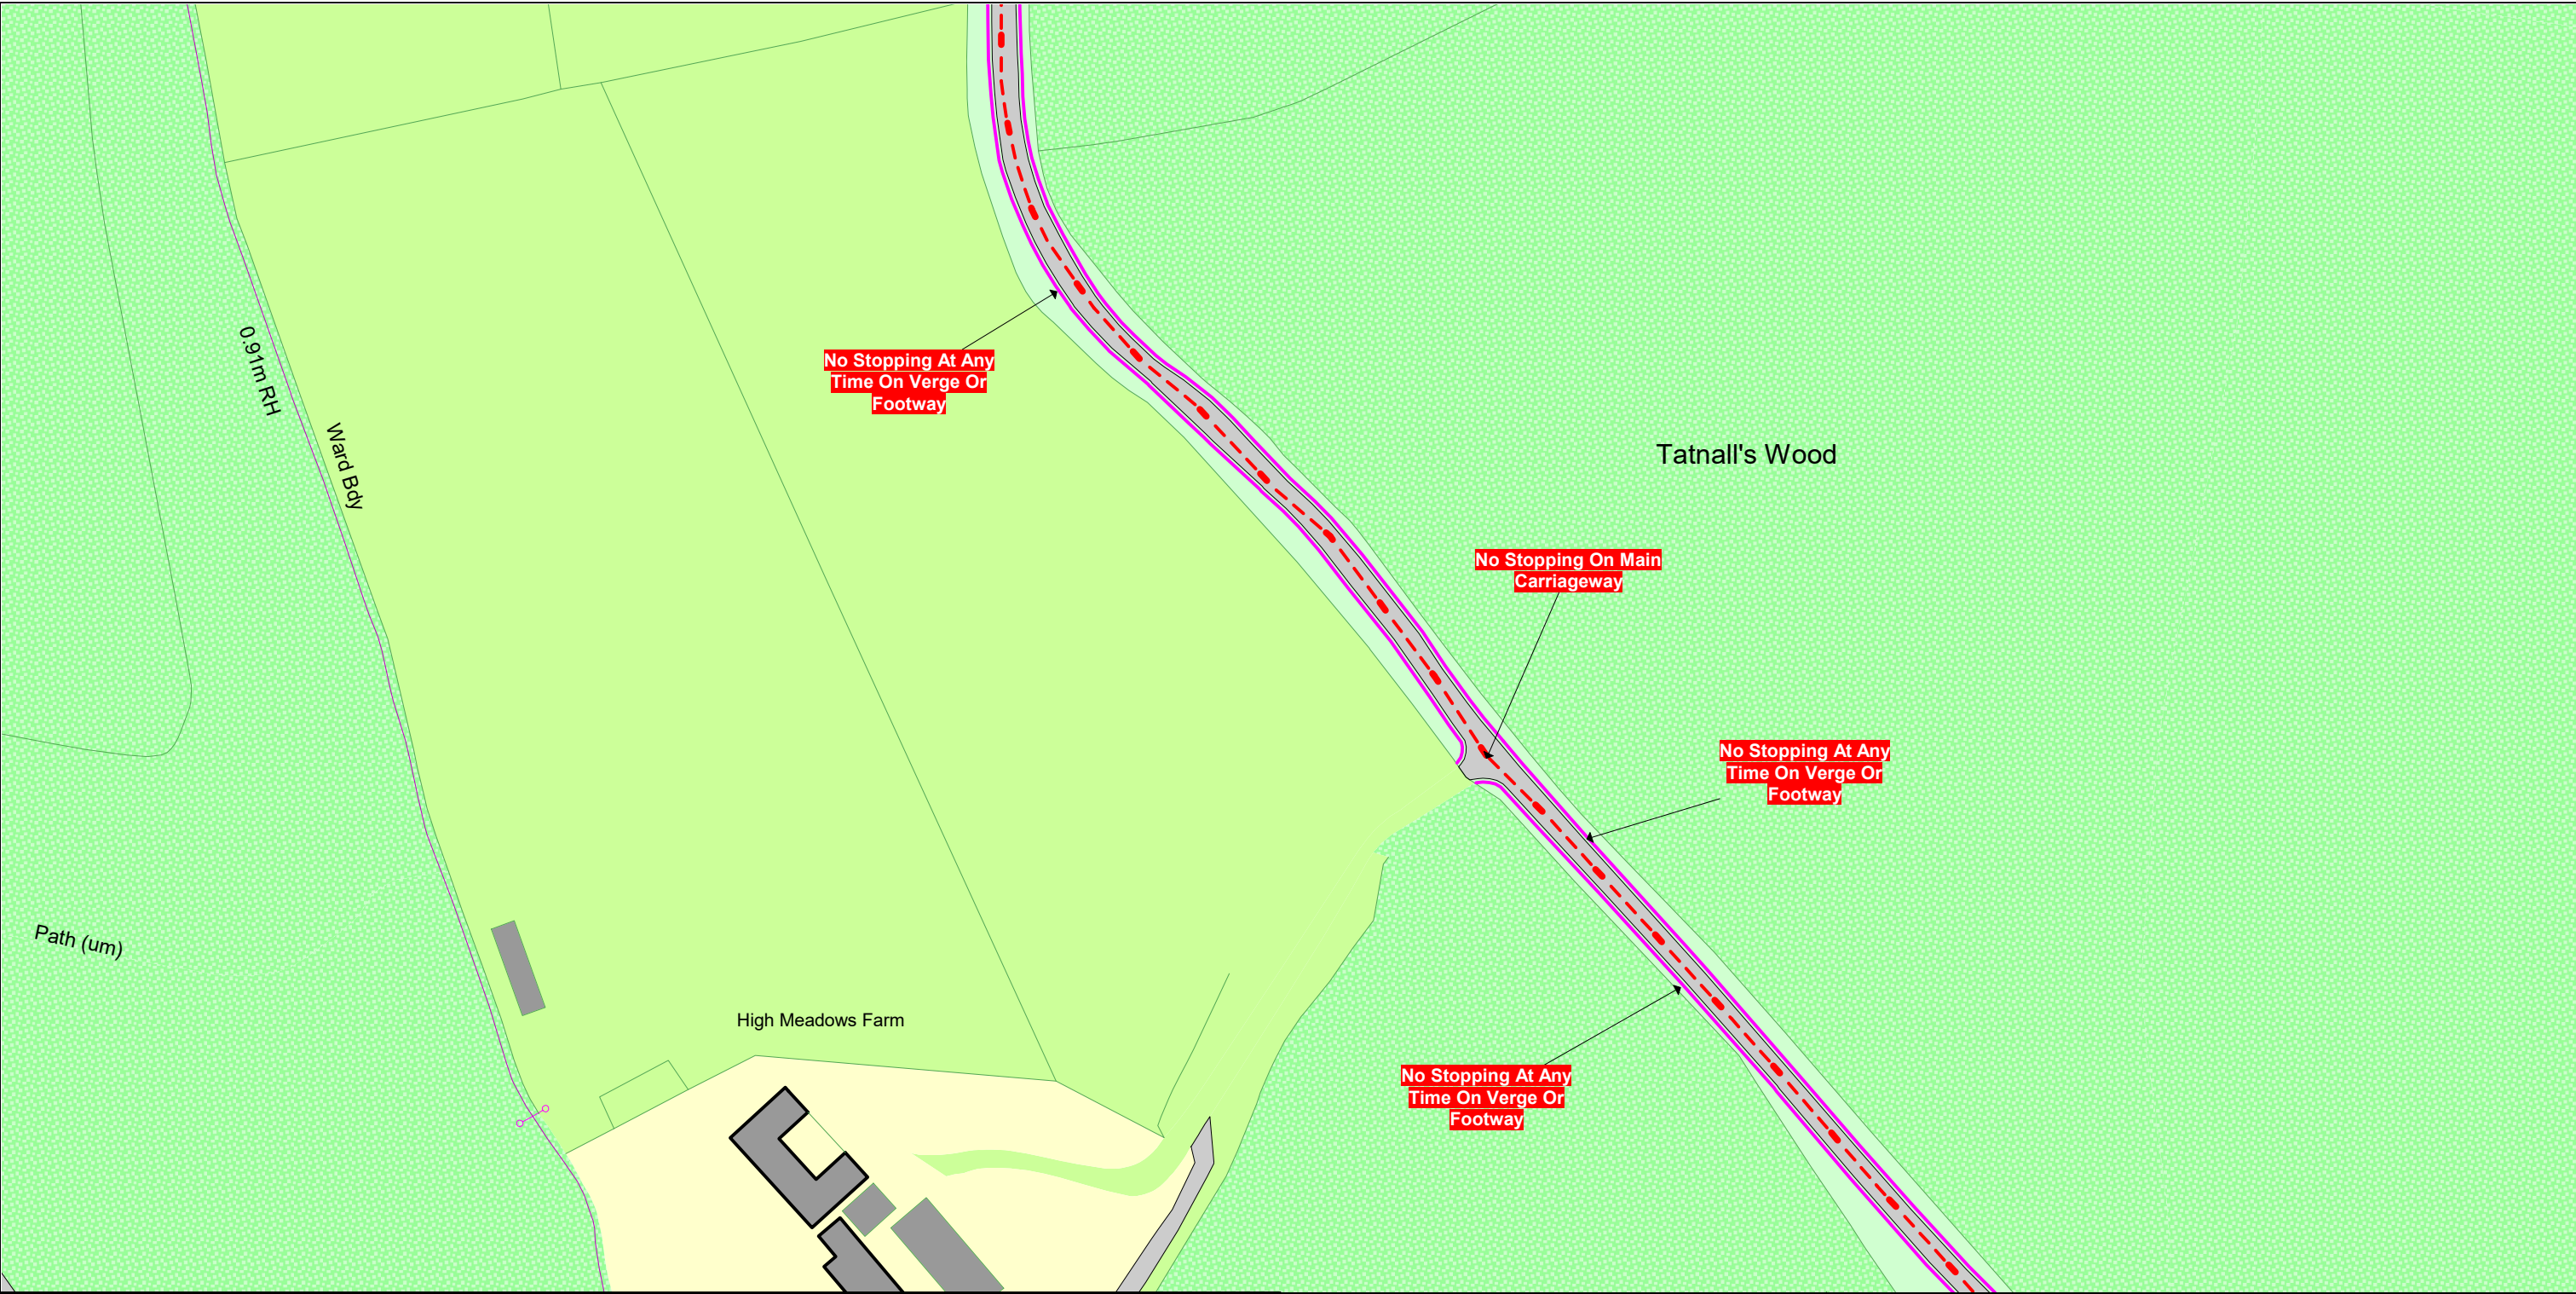 0.91m RH
Ward Bdy
No Stopping At Any
Time On Verge Or
Footway
Tatnall's Wood
No Stopping On Main
Carriageway
No Stopping At Any
Time On Verge Or
Footway
Path (um)
High Meadows Farm
No Stopping At Any
Time On Verge Or
Footway